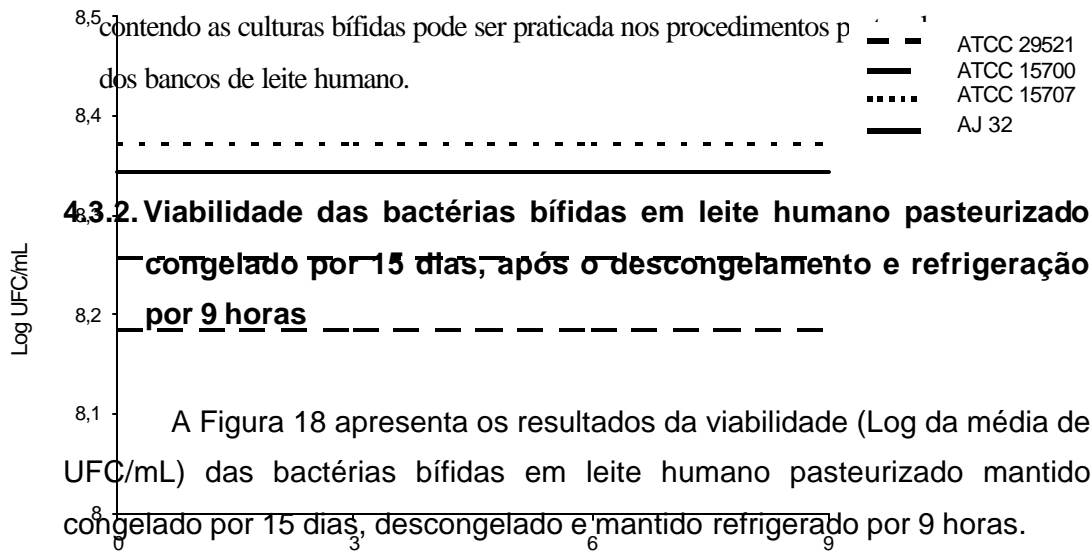 8,5
contendo as culturas bífidas pode ser praticada nos procedimentos
dos bancos de leite humano.
ATCC 29521
ATCC 15700
ATCC 15707
AJ 32
8,4
8,3
4.3.2. Viabilidade das bactérias bífidas em leite humano pasteurizado
congelado por 15 dias, após o descongelamento e refrigeração
por 9 horas
Log UFC/mL
8,2
8,1
A Figura 18 apresenta os resultados da viabilidade (Log da média de
UFC/mL) das bactérias bífidas em leite humano pasteurizado mantido
congelado por 15 dias, descongelado e mantido refrigerado por 9 horas.
8
0 3 6 9